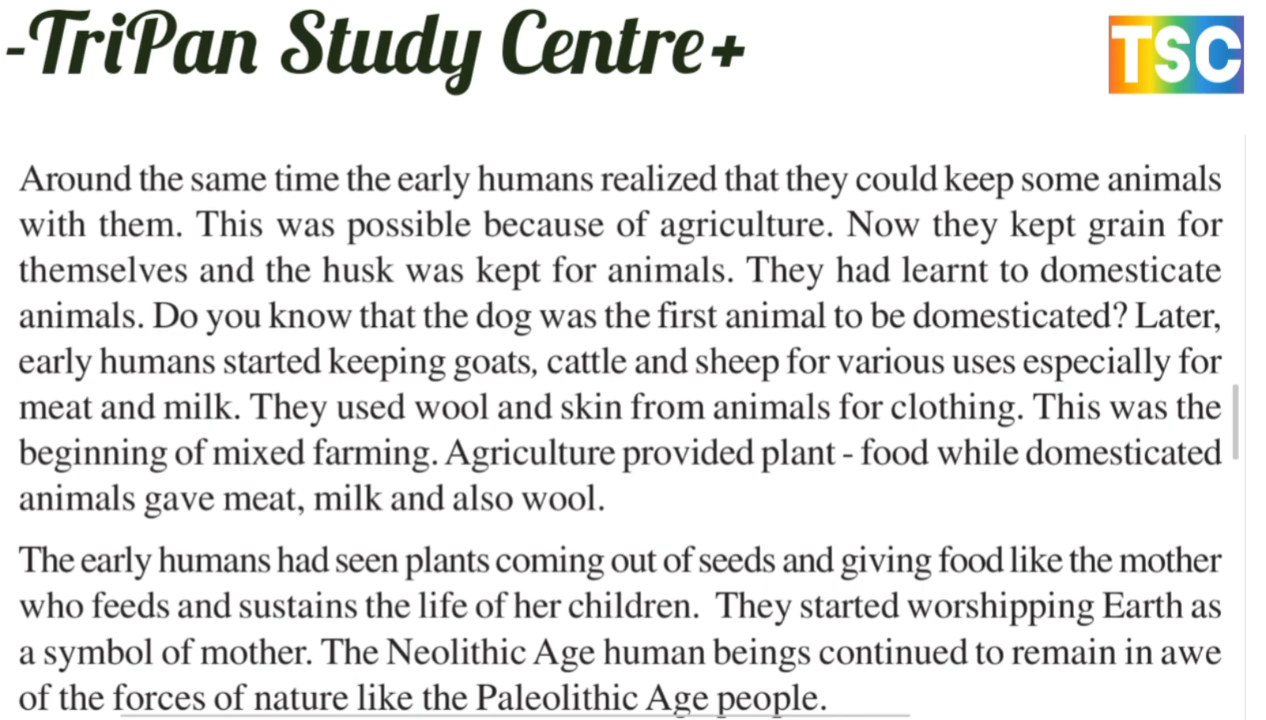 -TriPan Study Centre+
TSC
Around the same time the early humans realized that they could keep some animals
with them. This was possible because of agriculture. Now they kept grain for
themselves and the husk was kept for animals. They had learnt to domesticate
animals. Do you know that the dog was the first animal to be domesticated? Later,
early humans started keeping goats, cattle and sheep for various uses especially for
meat and milk. They used wool and skin from animals for clothing. This was the
beginning of mixed farming. Agriculture provided plant - food while domesticated
animals gave meat, milk and also wool.
The early humans had seen plants coming out of seeds and giving food like the mother
who feeds and sustains the life of her children. They started worshipping Earth as
a symbol of mother. The Neolithic Age human beings continued to remain in awe
of the forces of nature like the Paleolithic Age people.